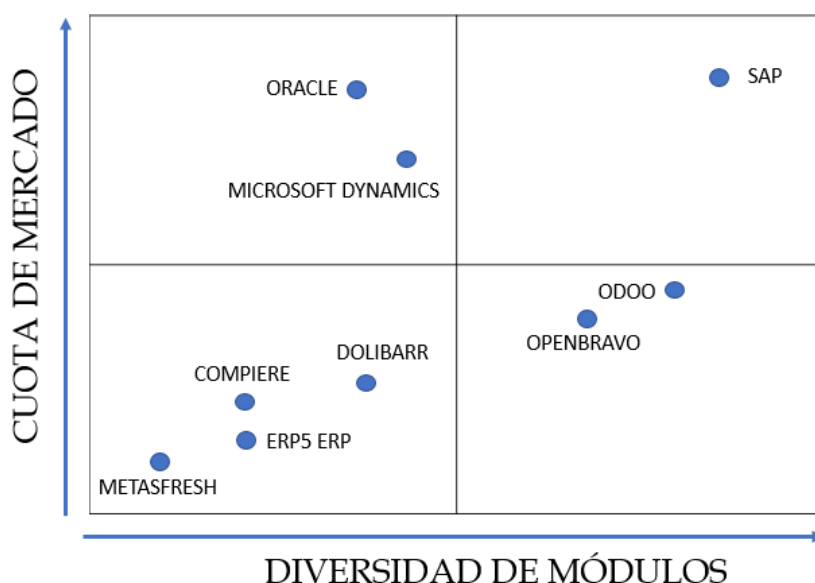 CUOTA DE MERCADO
ORACLE
SAP
MICROSOFT DYNAMICS
ODOO
OPENBRAVO
DOLIBARR
COMPIERE
ERP5 ERP
METASFRESH
DIVERSIDAD DE MÓDULOS